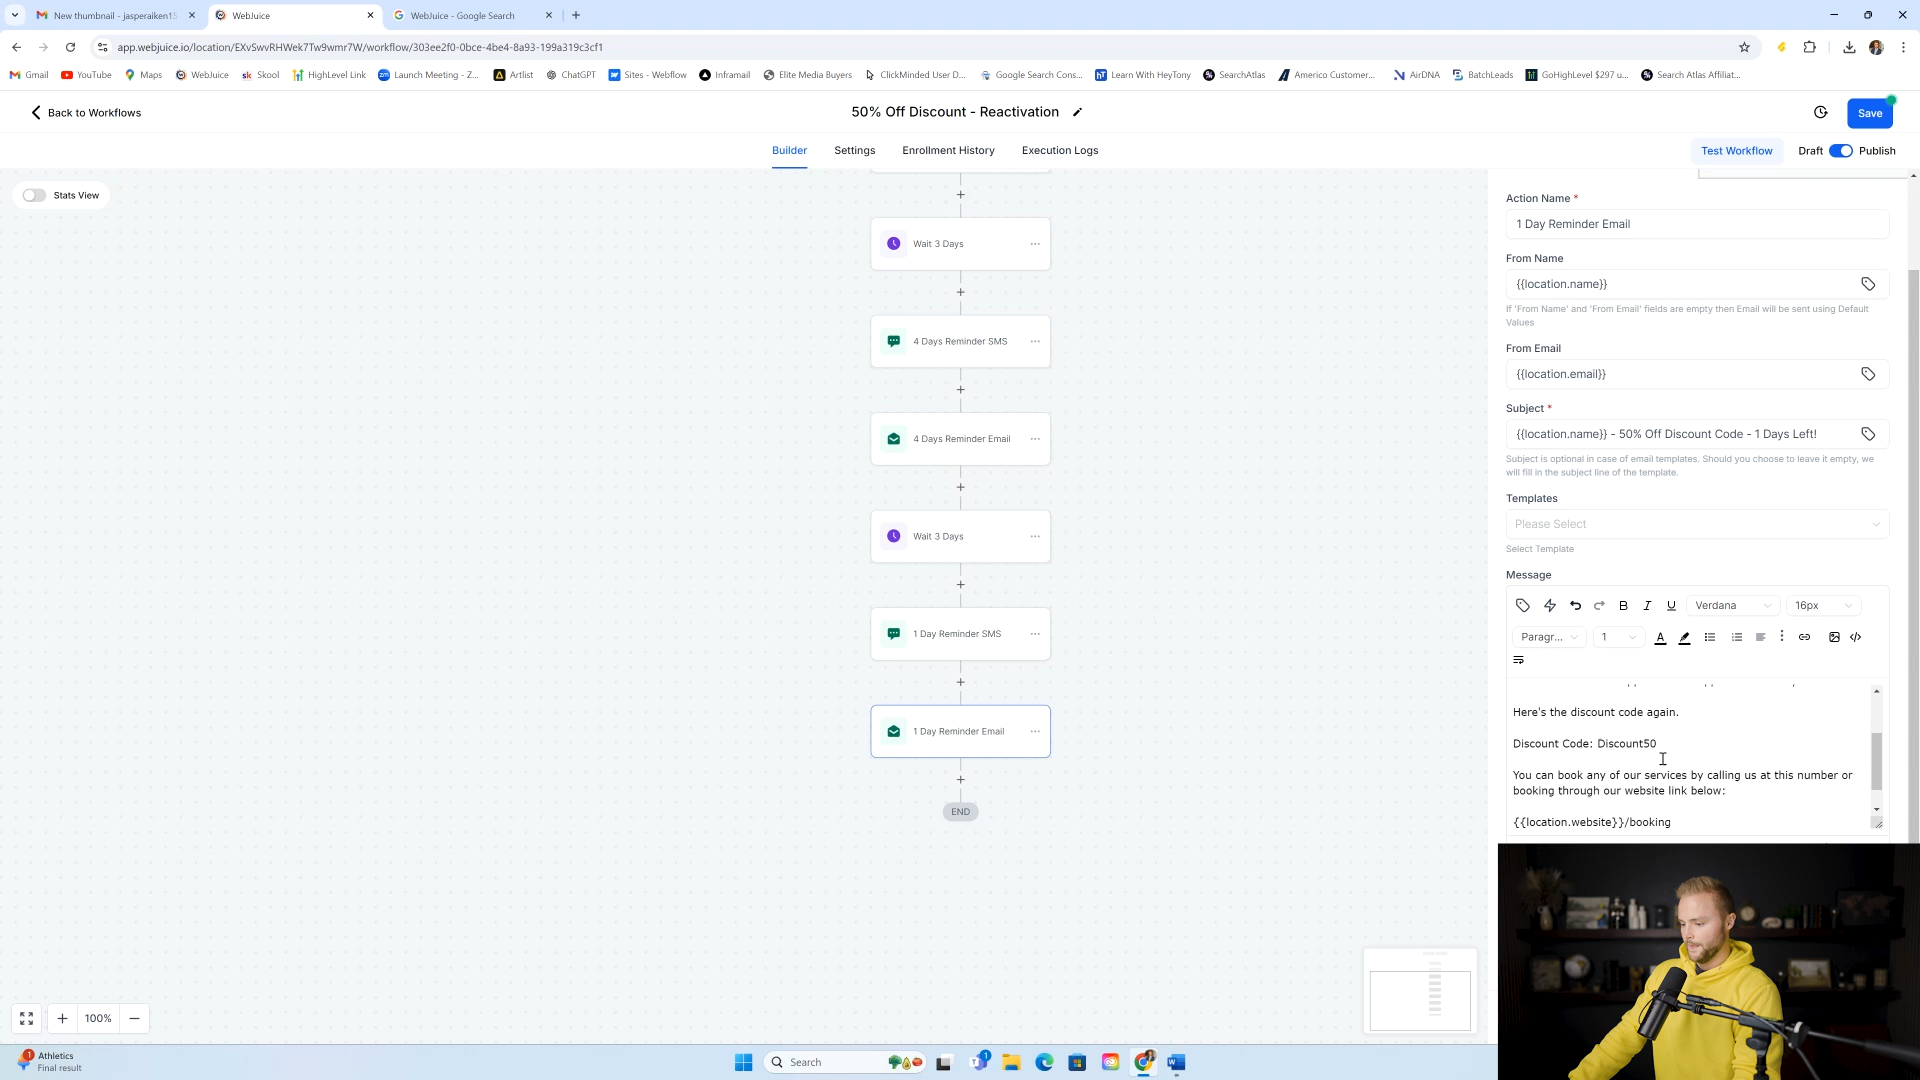 New thumbnail - jasperaiken15
WebJuice
WebJuice - Google Search
app.webjuice.io/location/EXvSwvRHWek7Tw9wmr7W/workflow/303ee2f0-0bce-4be4-8a93-199a319c3cf1
Gmail
YouTube
Maps
WebJuice
Skool
HighLevel Link
Launch Meeting - Z...
Artlist
ChatGPT
Sites - Webflow
Inframail
Elite Media Buyers
ClickMinded User D...
Google Search Cons...
Learn With HeyTony
SearchAtlas
Americo Customer...
AirDNA
BatchLeads
GoHighLevel $297 u...
Search Atlas Affiliat...
Back to Workflows
50% Off Discount - Reactivation
Save
Builder
Settings
Enrollment History
Execution Logs
Test Workflow
Draft
Publish
Stats View
Wait 3 Days
4 Days Reminder SMS
4 Days Reminder Email
Wait 3 Days
1 Day Reminder SMS
1 Day Reminder Email
END
Action Name *
1 Day Reminder Email
From Name
{{location.name}}
If 'From Name' and 'From Email' fields are empty then Email will be sent using Default
Values
From Email
{{location.email}}
Subject *
{{location.name}} - 50% Off Discount Code - 1 Days Left!
Subject is optional in case of email templates. Should you choose to leave it empty, we
will fill in the subject line of the template.
Templates
Please Select
Select Template
Message
B I U
Verdana
16px
Paragr...
1
A
Here's the discount code again.
Discount Code: Discount50
You can book any of our services by calling us at this number or
booking through our website link below:
{{location.website}}/booking
100%
1
Athletics
Final result
Search
1